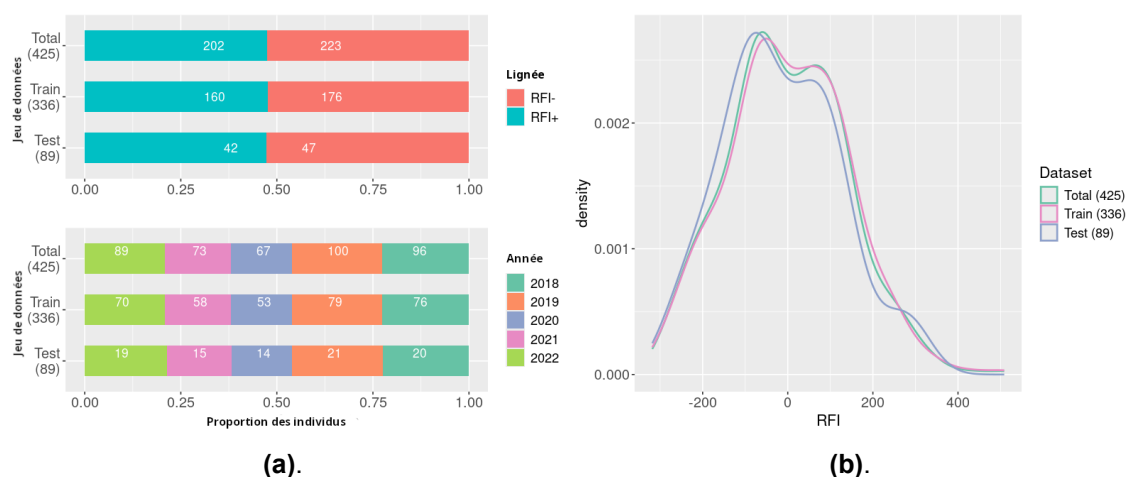 Jeu de données
Total
(425)
202
223
Train
(336)
160
176
Test
(89)
42
47
0.00
0.25
0.50
0.75
1.00
Lignée
RFI-
RFI+
Jeu de données
Total
(425)
89
73
67
100
96
Train
(336)
70
58
53
79
76
Test
(89)
19
15
14
21
20
0.00
0.25
0.50
0.75
1.00
Proportion des individus
Année
2018
2019
2020
2021
2022
(a).
density
0.002
0.001
0.000
-200
0
200
400
RFI
Dataset
Total (425)
Train (336)
Test (89)
(b).